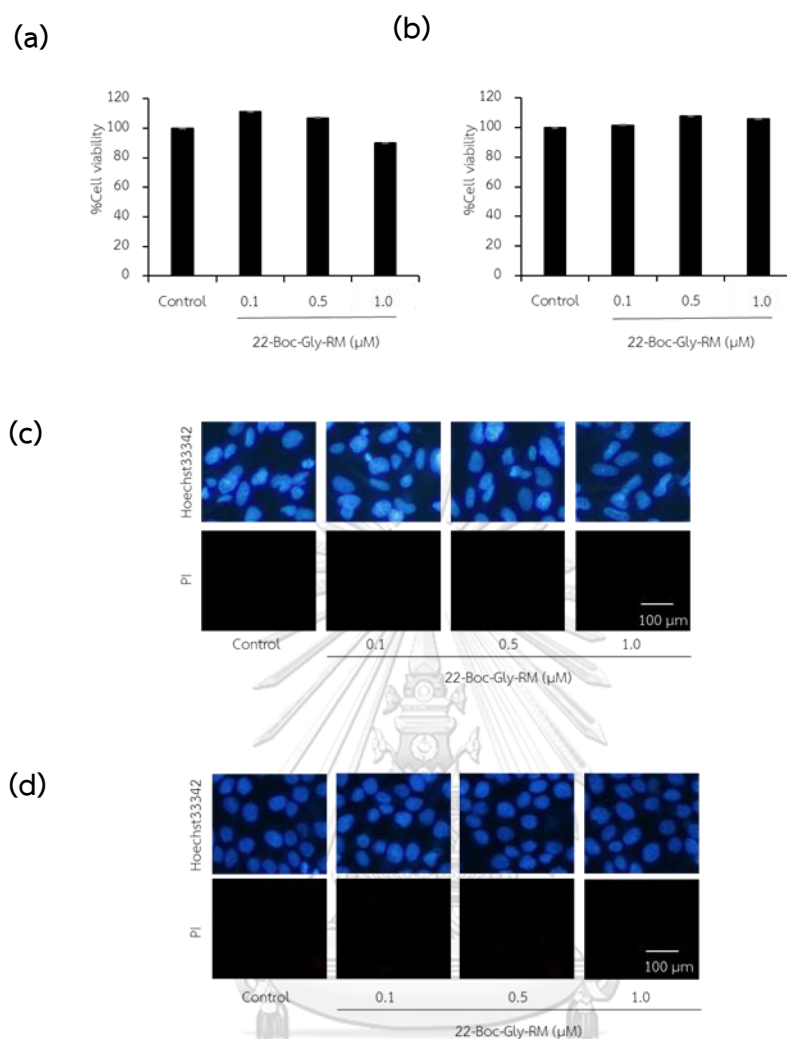 (a)
(b)
120
100
80
60
40
20
0
%Cell viability
Control 0.1 0.5 1.0
22-Boc-Gly-RM (µM)
120
100
80
60
40
20
0
%Cell viability
Control 0.1 0.5 1.0
22-Boc-Gly-RM (µM)
(c)
Hoechst33342
PI
100 µm
Control 0.1 0.5 1.0
22-Boc-Gly-RM (µM)
(d)
Hoechst33342
PI
100 µm
Control 0.1 0.5 1.0
22-Boc-Gly-RM (µM)